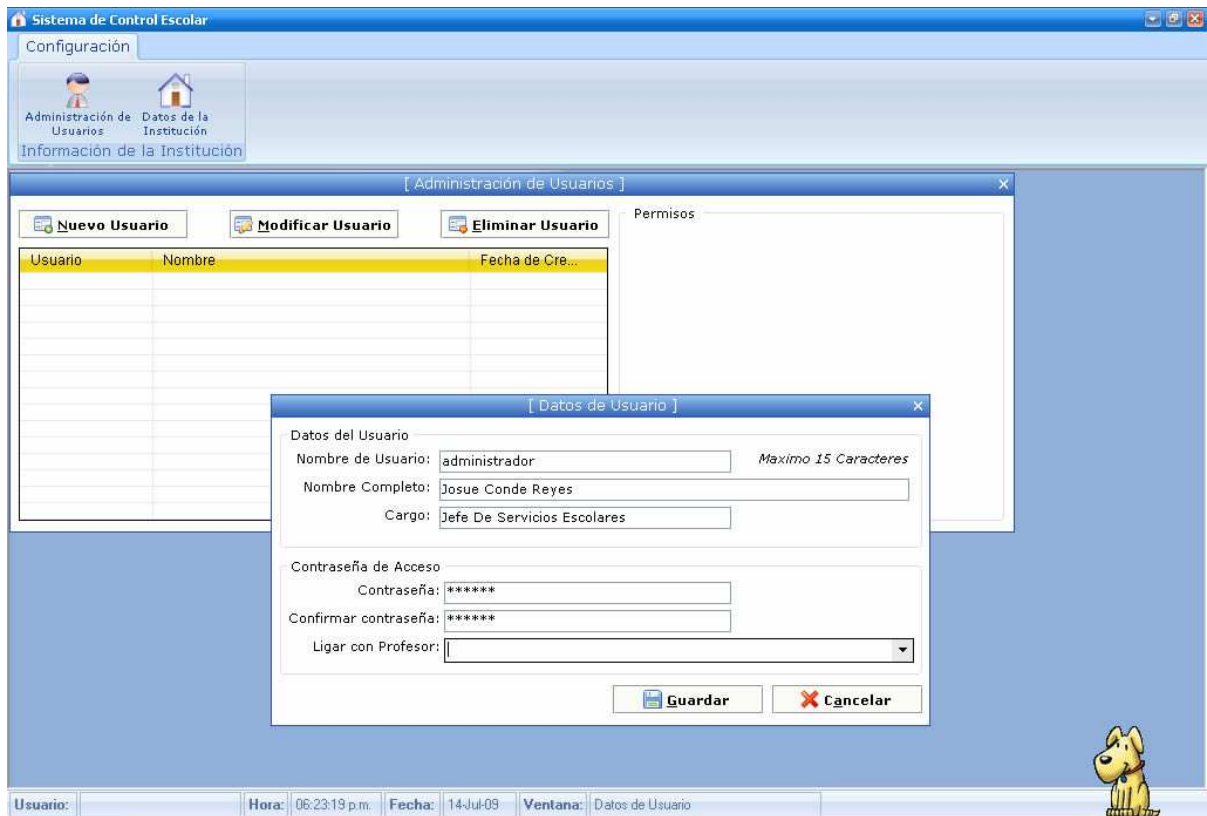 Sistema de Control Escolar
Configuración
Administración de Usuarios
Datos de la Institución
Información de la Institución
[ Administración de Usuarios ]
Nuevo Usuario
Modificar Usuario
Eliminar Usuario
Permisos
Usuario Nombre Fecha de Cre...
[ Datos de Usuario ]
Datos del Usuario
Nombre de Usuario: administrador Maximo 15 Caracteres
Nombre Completo: Josue Conde Reyes
Cargo: Jefe De Servicios Escolares
Contraseña de Acceso
Contraseña: ******
Confirmar contraseña: ******
Ligar con Profesor:
Guardar Cancelar
Usuario: Hora: 06:23:19 p.m. Fecha: 14-Jul-09 Ventana: Datos de Usuario